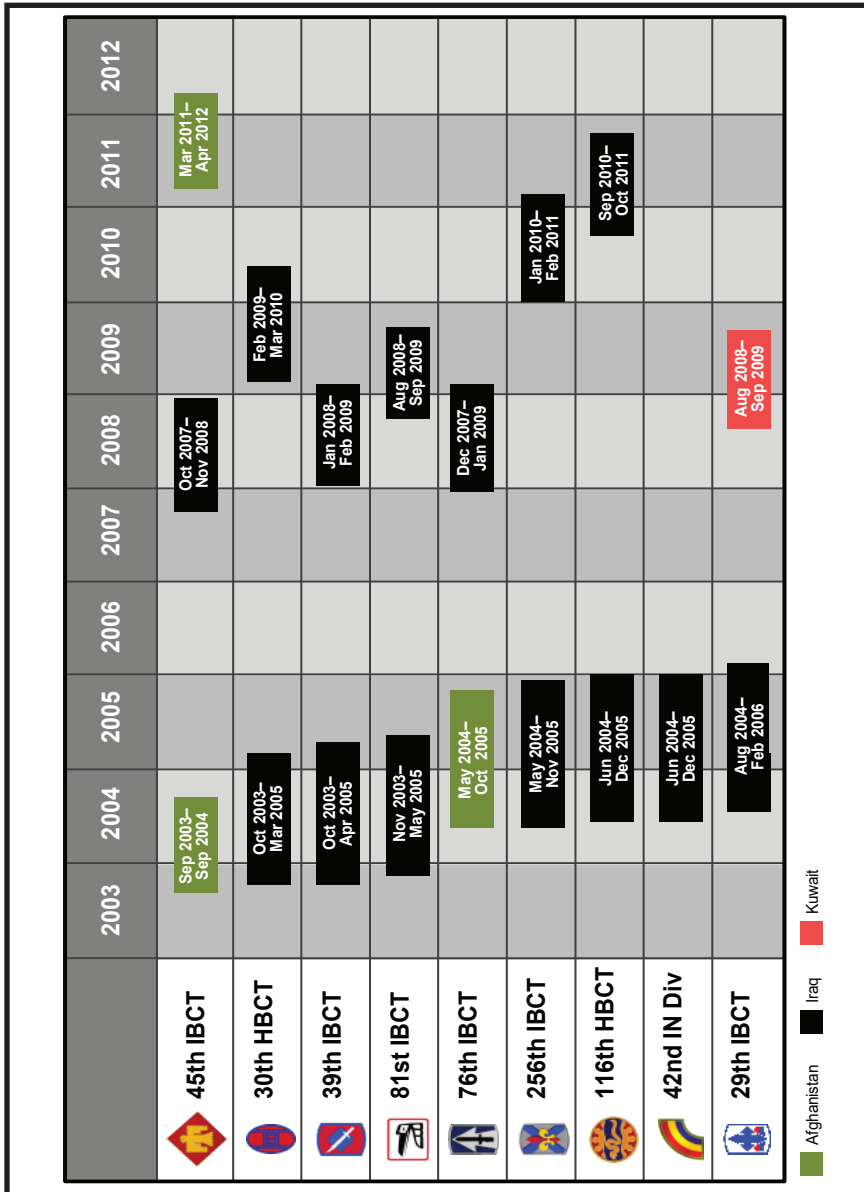 2003 2004 2005 2006 2007 2008 2009 2010 2011 2012
45th IBCT
Sep 2003–
Sep 2004
Oct 2007–
Nov 2008
Mar 2011–
Apr 2012
30th HBCT
Oct 2003–
Mar 2005
Feb 2009–
Mar 2010
39th IBCT
Oct 2003–
Apr 2005
Jan 2008–
Feb 2009
81st IBCT
Nov 2003–
May 2005
Aug 2008–
Sep 2009
76th IBCT
May 2004–
Oct 2005
Dec 2007–
Jan 2009
256th IBCT
May 2004–
Nov 2005
Jan 2010–
Feb 2011
116th HBCT
Jun 2004–
Dec 2005
Sep 2010–
Oct 2011
42nd IN Div
Jun 2004–
Dec 2005
29th IBCT
Aug 2004–
Feb 2006
Aug 2008–
Sep 2009
Afghanistan
Iraq
Kuwait